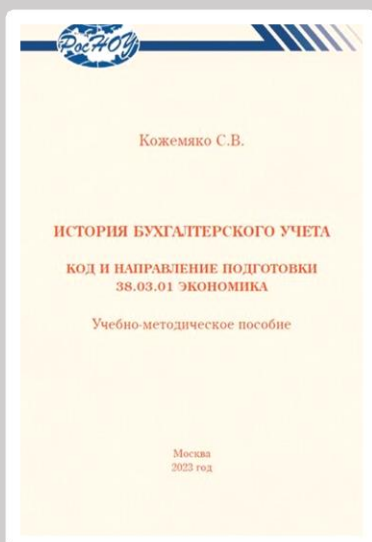 РосНОУ
Кожемяко С.В.
ИСТОРИЯ БУХГАЛТЕРСКОГО УЧЕТА
КОД И НАПРАВЛЕНИЕ ПОДГОТОВКИ
38.03.01 ЭКОНОМИКА
Учебно-методическое пособие
Москва
2023 год